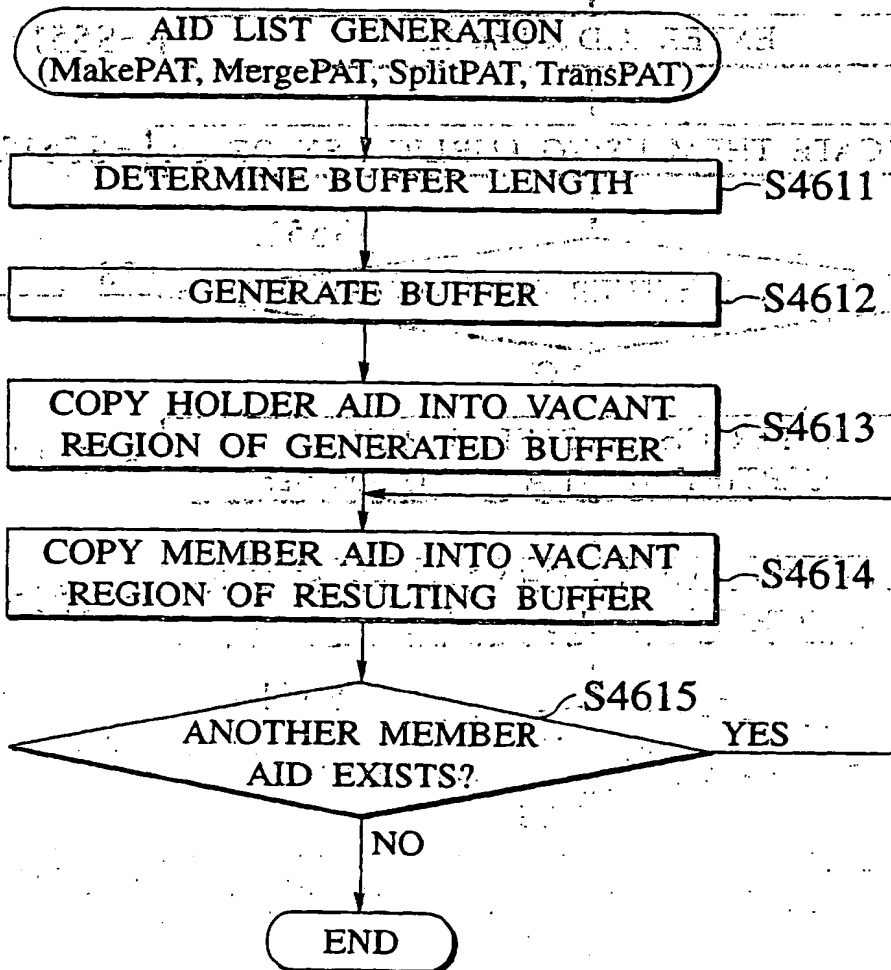 AID LIST GENERATION
(MakePAT, MergePAT, SplitPAT, TransPAT)
DETERMINE BUFFER LENGTH
S4611
GENERATE BUFFER
S4612
COPY HOLDER AID INTO VACANT
REGION OF GENERATED BUFFER
S4613
COPY MEMBER AID INTO VACANT
REGION OF RESULTING BUFFER
S4614
S4615
ANOTHER MEMBER
AID EXISTS?
YES
NO
END